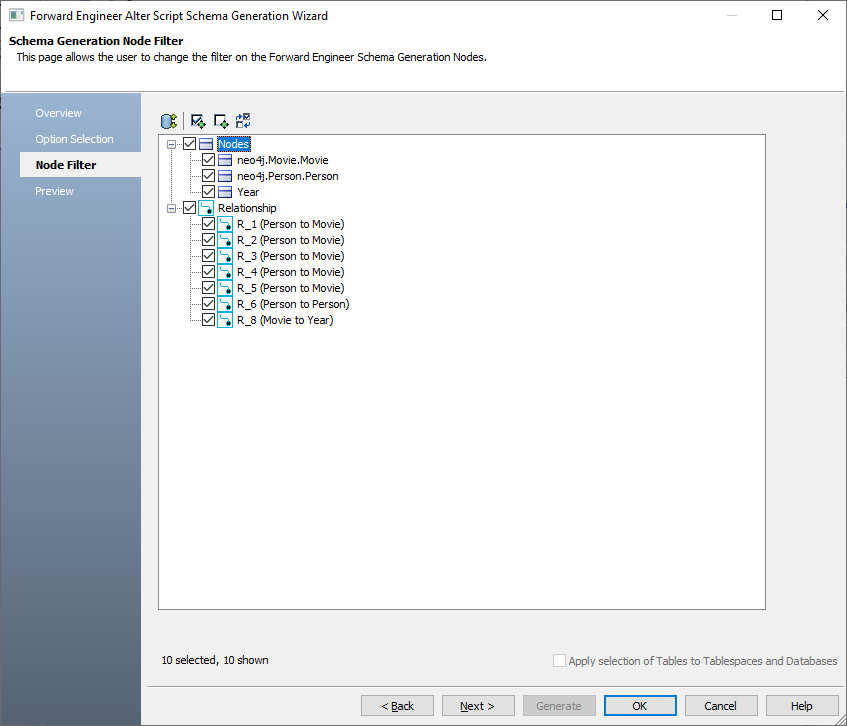 Forward Engineer Alter Script Schema Generation Wizard
Schema Generation Node Filter
This page allows the user to change the filter on the Forward Engineer Schema Generation Nodes.
Overview
Option Selection
Node Filter
Preview
Nodes
neo4j.Movie.Movie
neo4j.Person.Person
Year
Relationship
R_1 (Person to Movie)
R_2 (Person to Movie)
R_3 (Person to Movie)
R_4 (Person to Movie)
R_5 (Person to Movie)
R_6 (Person to Person)
R_8 (Movie to Year)
10 selected, 10 shown
Apply selection of Tables to Tablespaces and Databases
< Back
Next >
Generate
OK
Cancel
Help